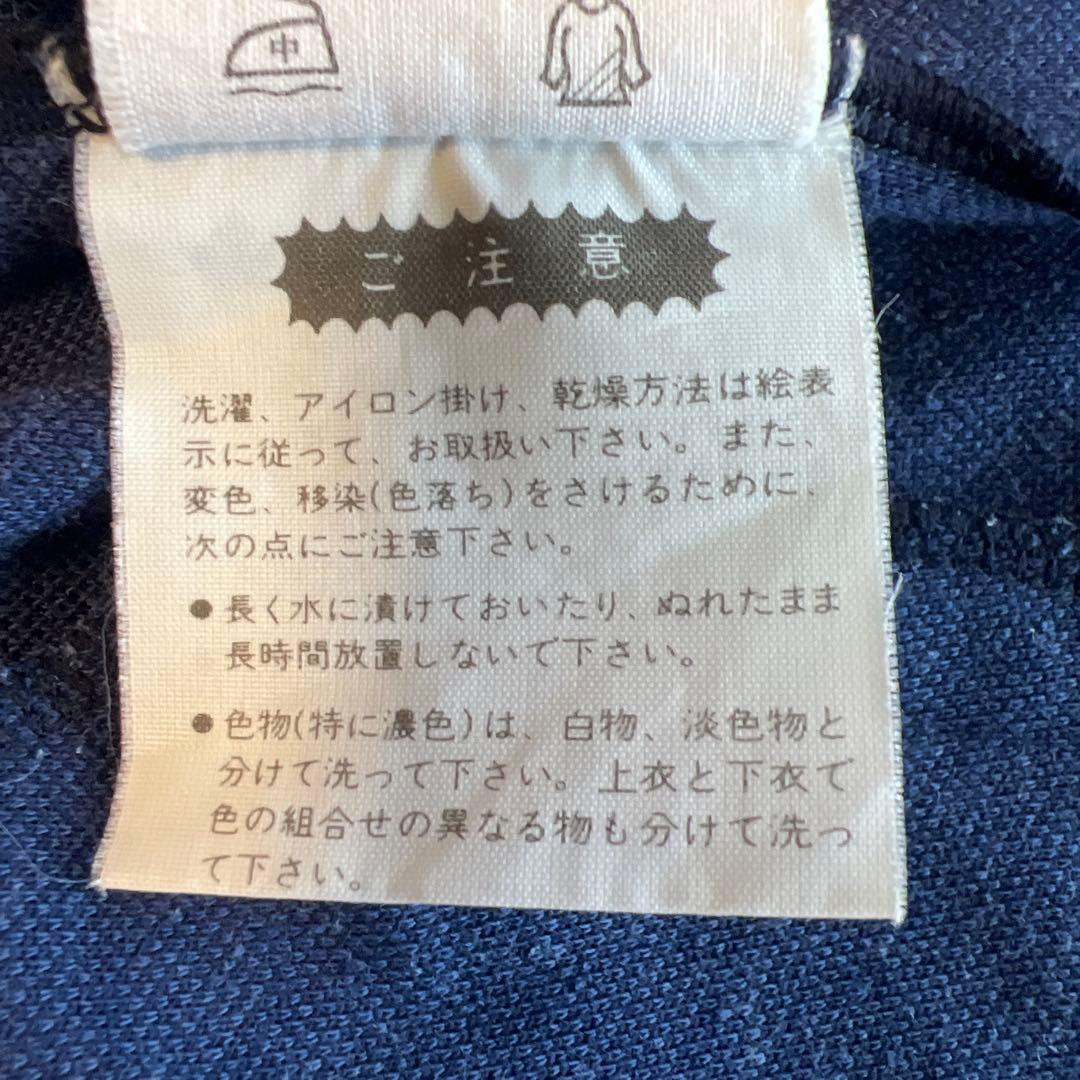 中
ご注意
洗濯、アイロン掛け、乾燥方法は絵表
示に従って、お取扱い下さい。また、
変色、移染(色落ち)をさけるために、
次の点にご注意下さい。
●長く水に漬けておいたり、ぬれたまま
長時間放置しないで下さい。
●色物(特に濃色)は、白物、淡色物と
分けて洗って下さい。上衣と下衣で
色の組合せの異なる物も分けて洗っ
て下さい。